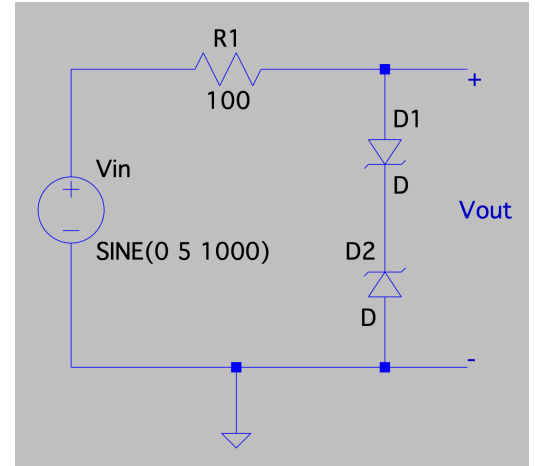 R1
100
+
D1
D
Vin
+
−
SINE(0 5 1000)
Vout
D2
D
-